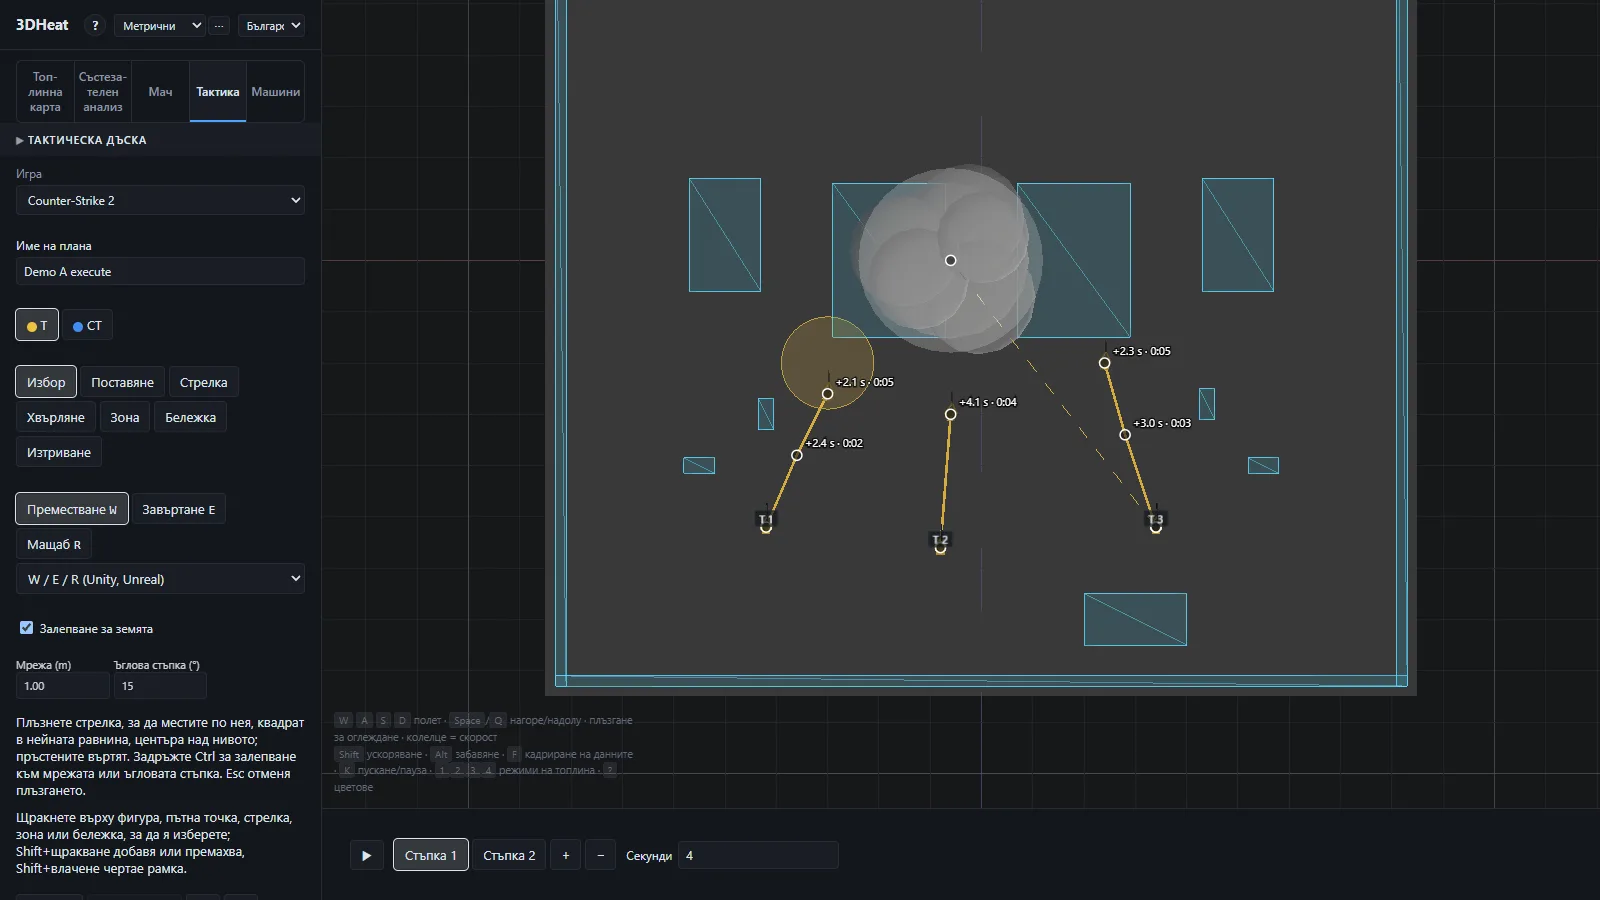 3DHeat
?
Метрични
...
Българс
Топ-
линна
карта
Състеза-
телен
анализ
Мач
Тактика
Машини
ТАКТИЧЕСКА ДЪСКА
Игра
Counter-Strike 2
Име на плана
Demo A execute
T
CT
Избор
Поставяне
Стрелка
Хвърляне
Зона
Бележка
Изтриване
Преместване W
Завъртане E
Мащаб R
W / E / R (Unity, Unreal)
Залепване за земята
Мрежа (m)
Ъглова стъпка (°)
1.00
15
Плъзнете стрелка, за да местите по нея, квадрат
в нейната равнина, центъра над нивото;
пръстените въртят. Задръжте Ctrl за залепване
към мрежата или ъгловата стъпка. Esc отменя
плъзгането.
Щракнете върху фигура, пътна точка, стрелка,
зона или бележка, за да я изберете;
Shift+щракване добавя или премахва,
Shift+влачене чертае рамка.
+2.1 s · 0:05
+2.4 s · 0:02
+4.1 s · 0:04
+2.3 s · 0:05
+3.0 s · 0:03
T1
T2
T3
W A S D полет · Space / Q нагоре/надолу · плъзгане
за оглеждане · колелце = скорост
Shift ускоряване · Alt забавяне · F кадриране на данните
· K пускане/пауза · 1 2 3 4 режими на топлина · ?
цветове
Стъпка 1
Стъпка 2
+
−
Секунди
4